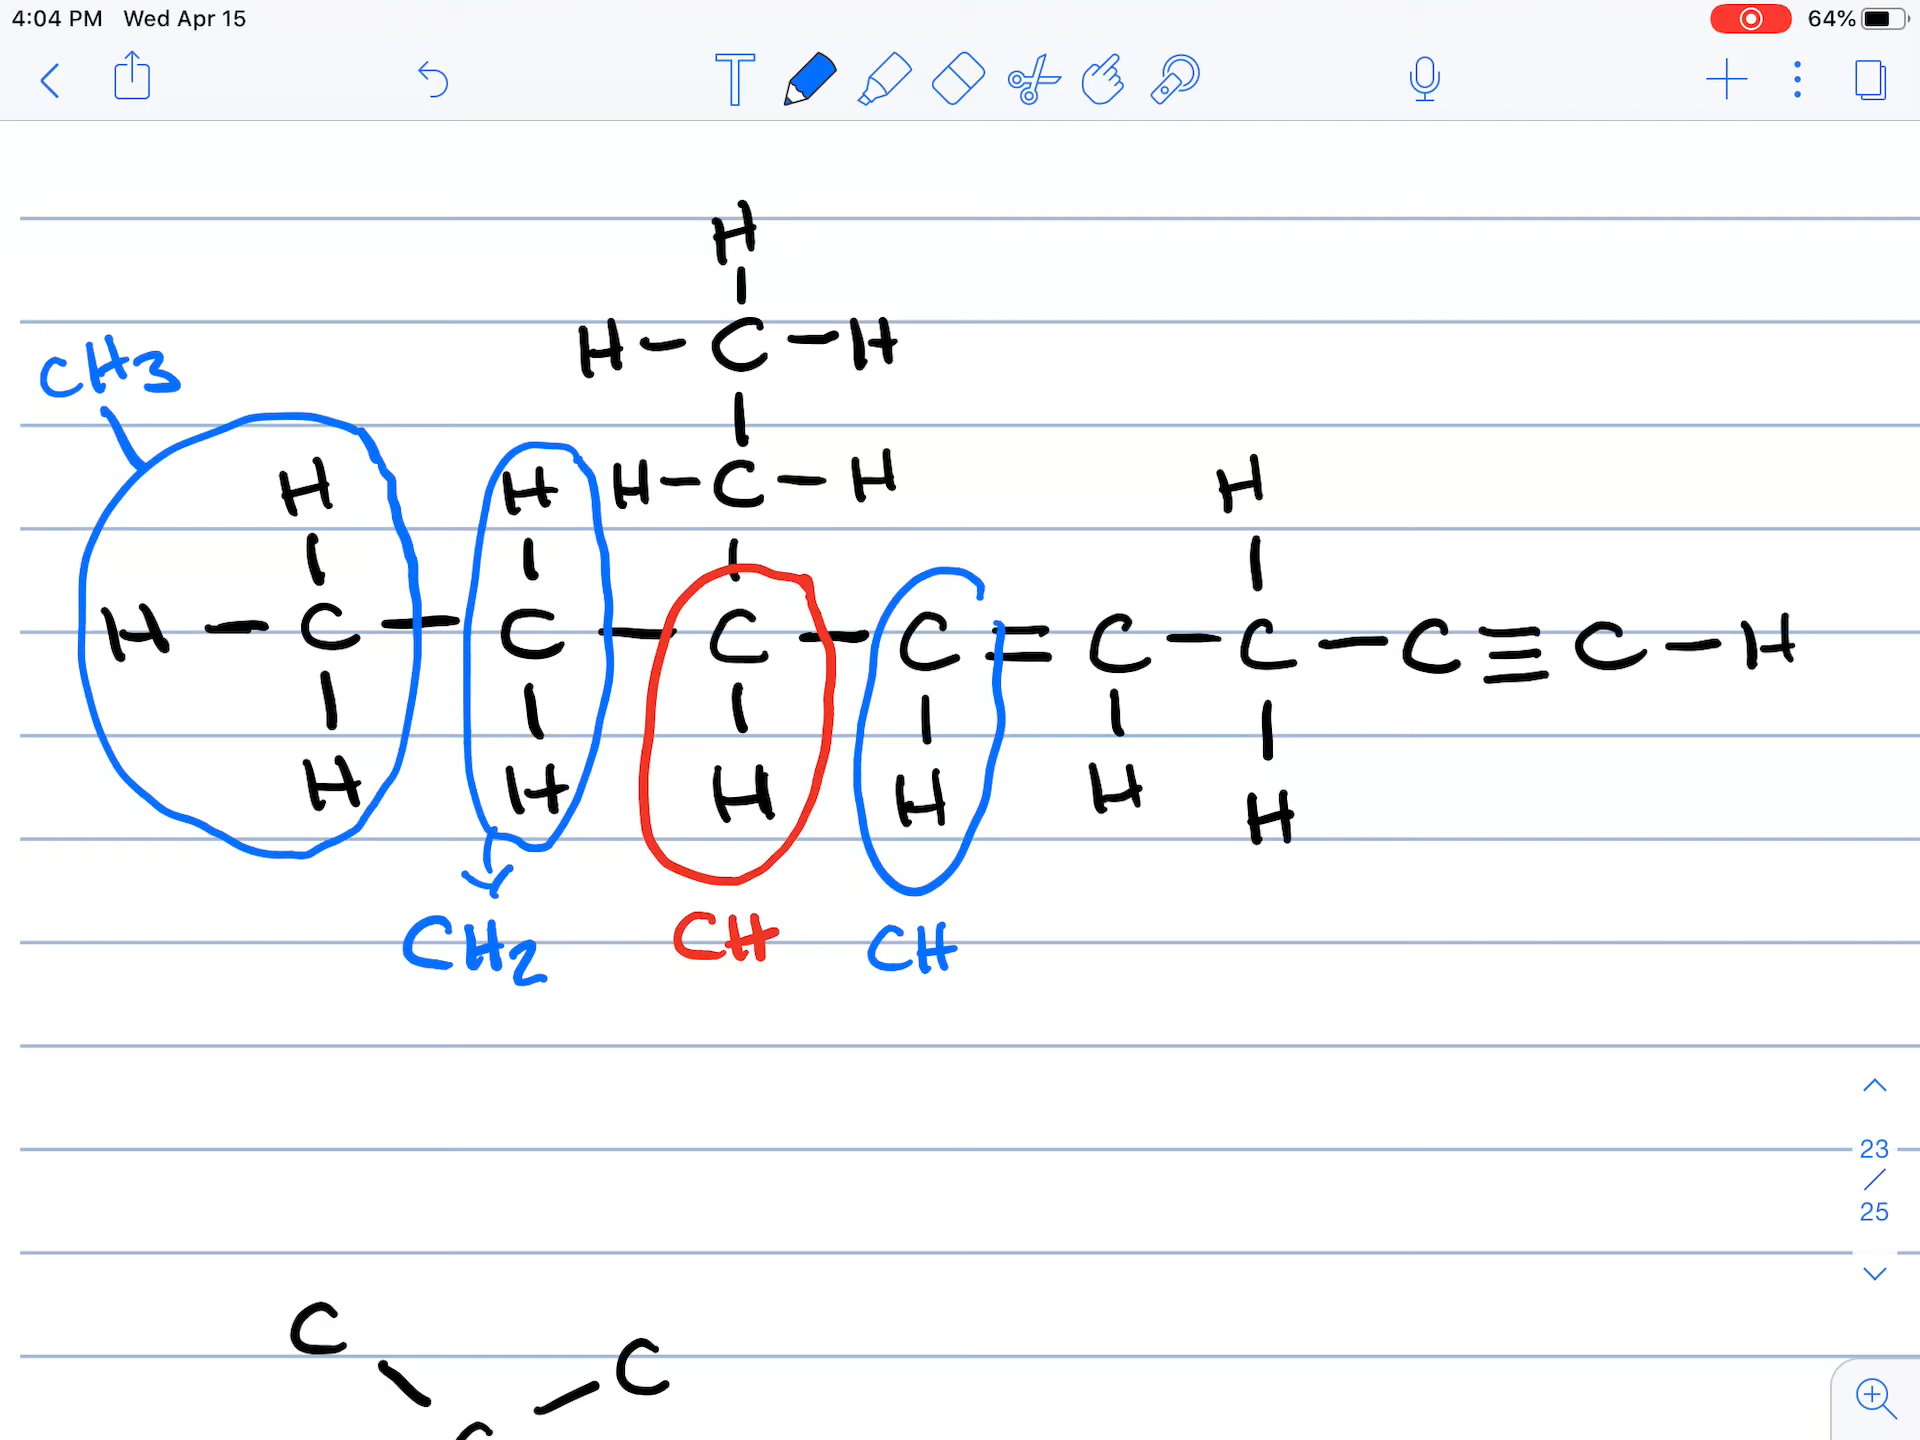 4:04 PM Wed Apr 15 64%
T
H
H - C - H
CH3
H H H - C - H H
H - C - C - C - C = C - C - C ≡ C - H
H H H H H H
CH2 CH CH
23
/
25
C C
C